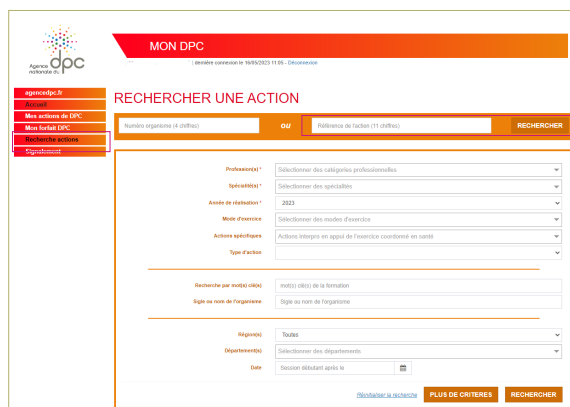 Agence
nationale du
dpc
MON DPC
dernière connexion le 16/05/2023 11:05 - Déconnexion
agencedpc.fr
Accueil
Mes actions de DPC
Mon forfait DPC
Recherche actions
Signalement
RECHERCHER UNE ACTION
Numéro organisme (4 chiffres)
OU
Référence de l'action (11 chiffres)
RECHERCHER
Profession(s) *
Sélectionner des catégories professionnelles
Spécialité(s) *
Sélectionner des spécialités
Année de réalisation *
2023
Mode d'exercice
Sélectionner des modes d'exercice
Actions spécifiques
Actions interpro en appui de l'exercice coordonné en santé
Type d'action
Recherche par mot(s) clé(s)
mot(s) clé(s) de la formation
Sigle ou nom de l'organisme
Sigle ou nom de l'organisme
Région(s)
Toutes
Département(s)
Sélectionner des départements
Date
Session débutant après le
Réinitialiser la recherche
PLUS DE CRITERES
RECHERCHER